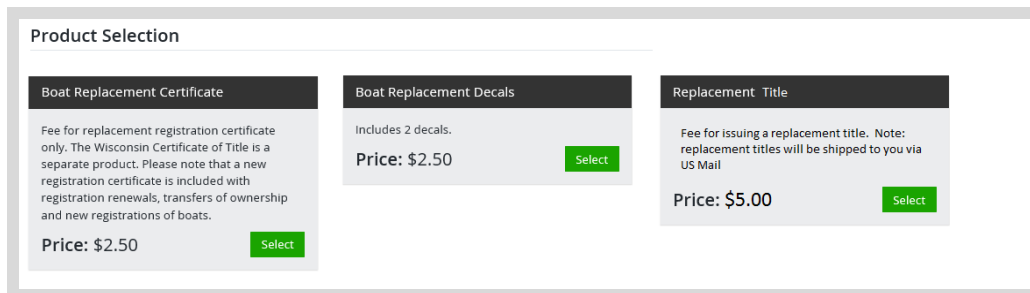 Product Selection
Boat Replacement Certificate
Fee for replacement registration certificate
only. The Wisconsin Certificate of Title is a
separate product. Please note that a new
registration certificate is included with
registration renewals, transfers of ownership
and new registrations of boats.
Price: $2.50
Select
Boat Replacement Decals
Includes 2 decals.
Price: $2.50
Select
Replacement Title
Fee for issuing a replacement title. Note:
replacement titles will be shipped to you via
US Mail
Price: $5.00
Select